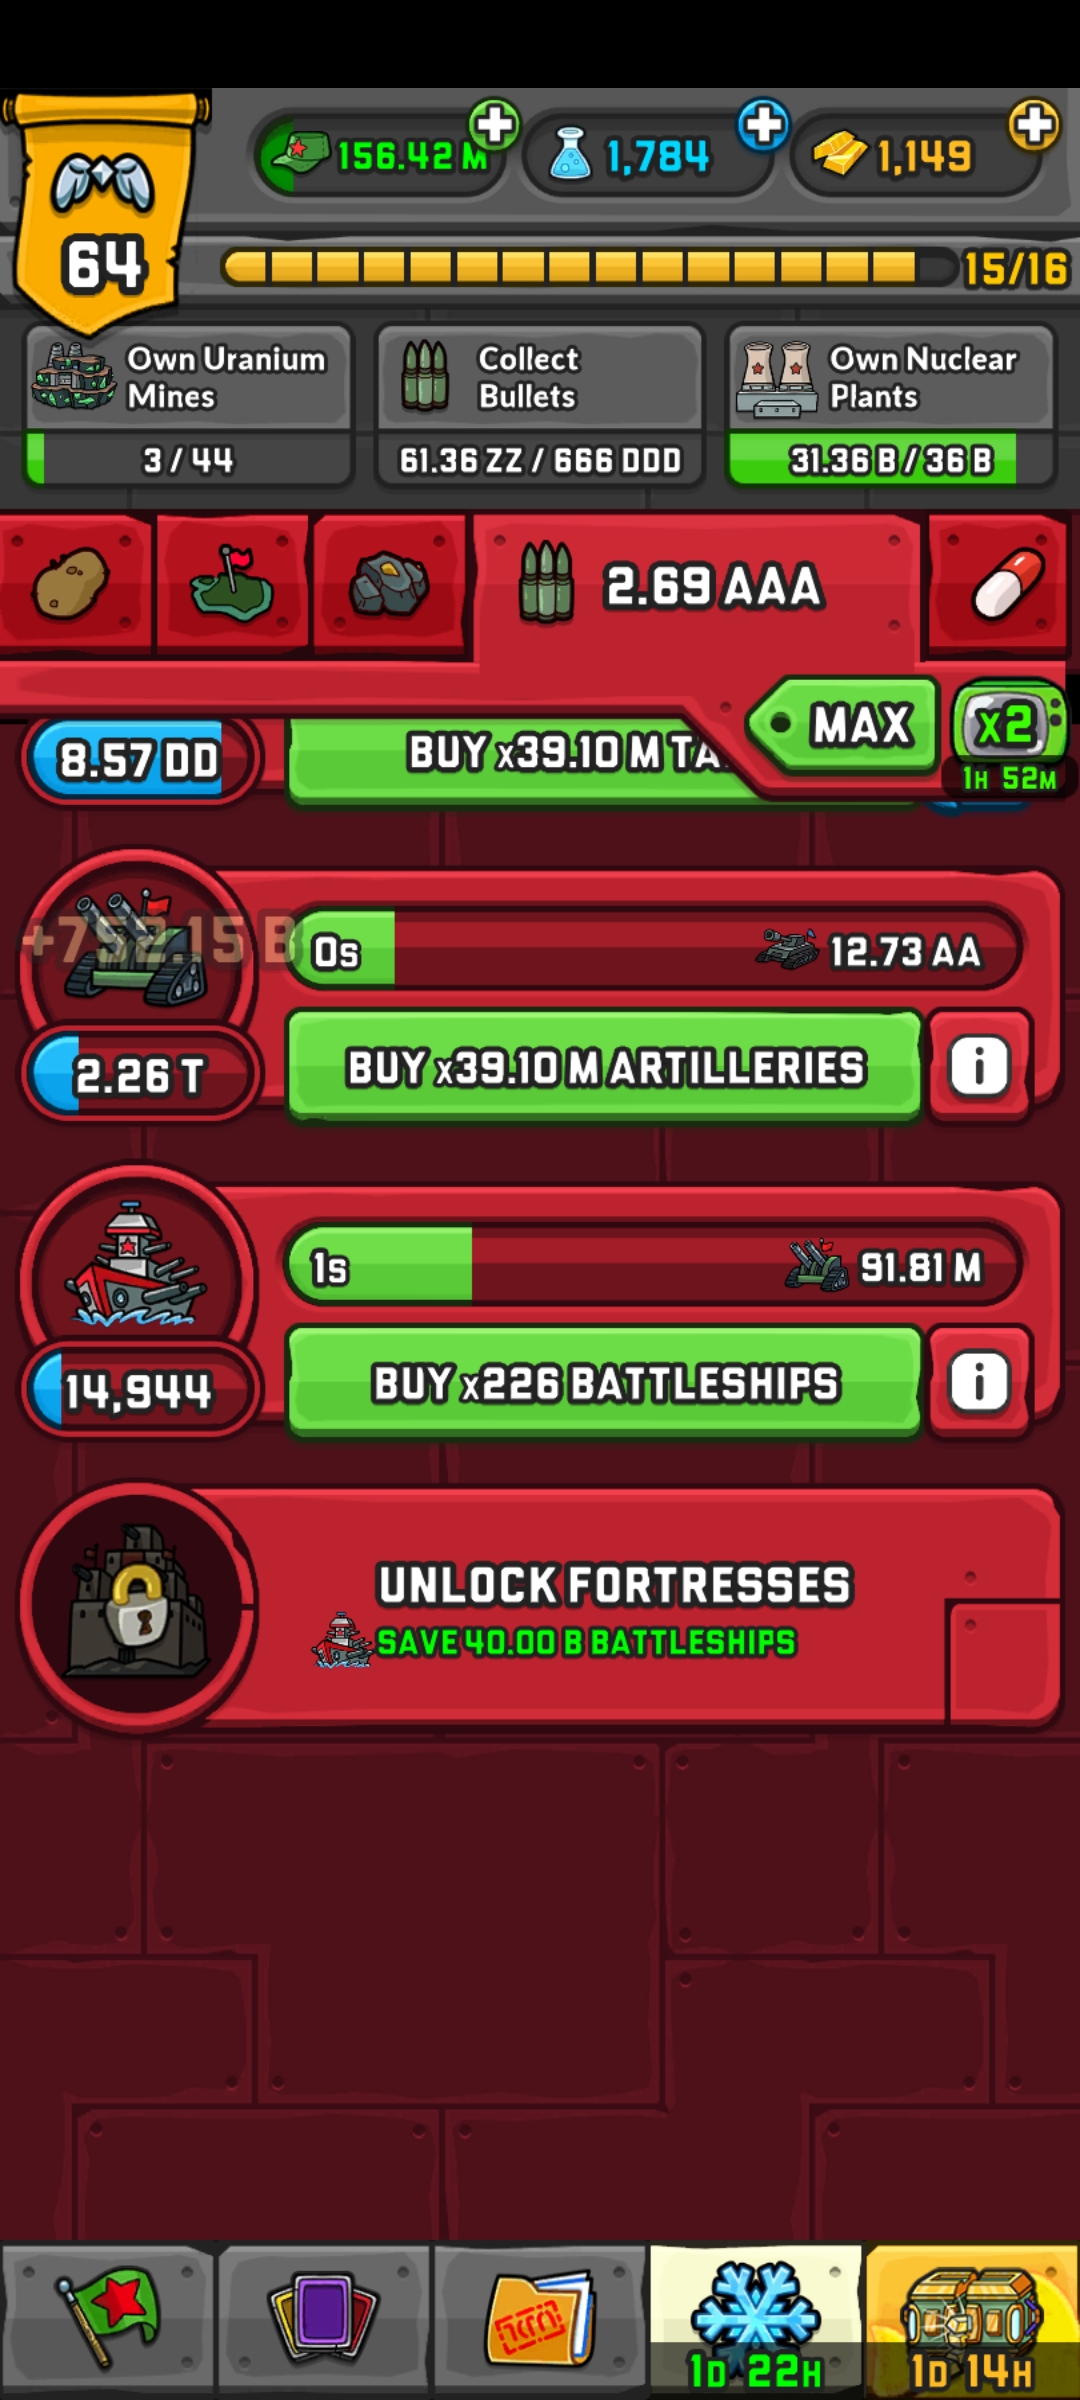 156.42 M
1,784
1,149
64
15/16
Own Uranium
Mines
3 / 44
Collect
Bullets
61.36 ZZ / 666 DDD
Own Nuclear
Plants
31.36 B / 36 B
2.69 AAA
MAX
x2
1H 52M
8.57 DD
BUY x39.10 M TA
+752.15 B
0s
12.73 AA
2.26 T
BUY x39.10 M ARTILLERIES
i
1s
91.81 M
14,944
BUY x226 BATTLESHIPS
i
UNLOCK FORTRESSES
SAVE 40.00 B BATTLESHIPS
1D 22H
1D 14H